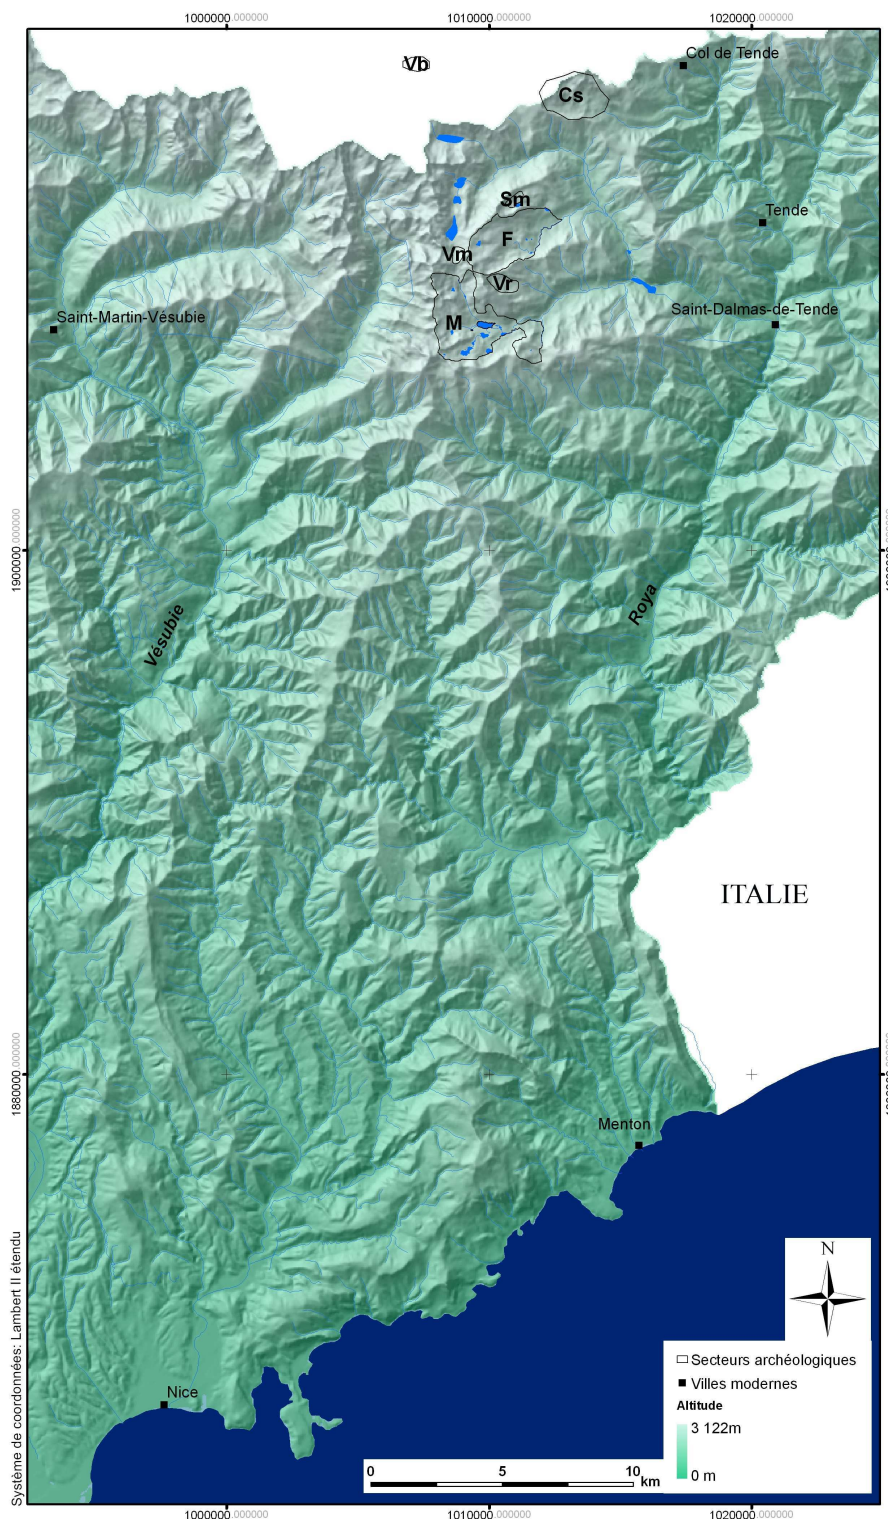 1000000.000000 1010000.000000 1020000.000000
Vb
Col de Tende
Cs
Sm
Tende
F
Vm
Vr
Saint-Martin-Vésubie
Saint-Dalmas-de-Tende
M
1900000.000000
Roya
Vésubie
ITALIE
1880000.000000
Menton
Système de coordonnées: Lambert II étendu
N
Secteurs archéologiques
Villes modernes
Altitude
3 122m
0 m
Nice
0 5 10
km
1000000.000000 1010000.000000 1020000.000000